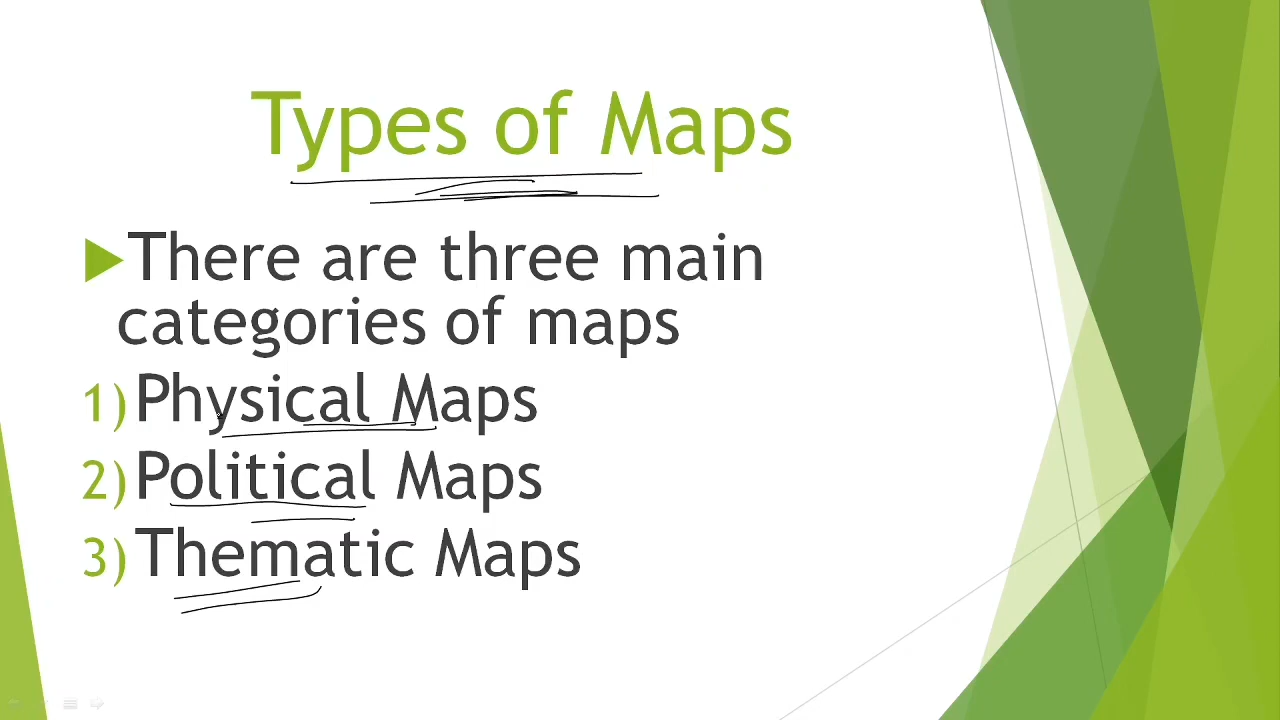 Types of Maps
There are three main
categories of maps
1) Physical Maps
2) Political Maps
3) Thematic Maps